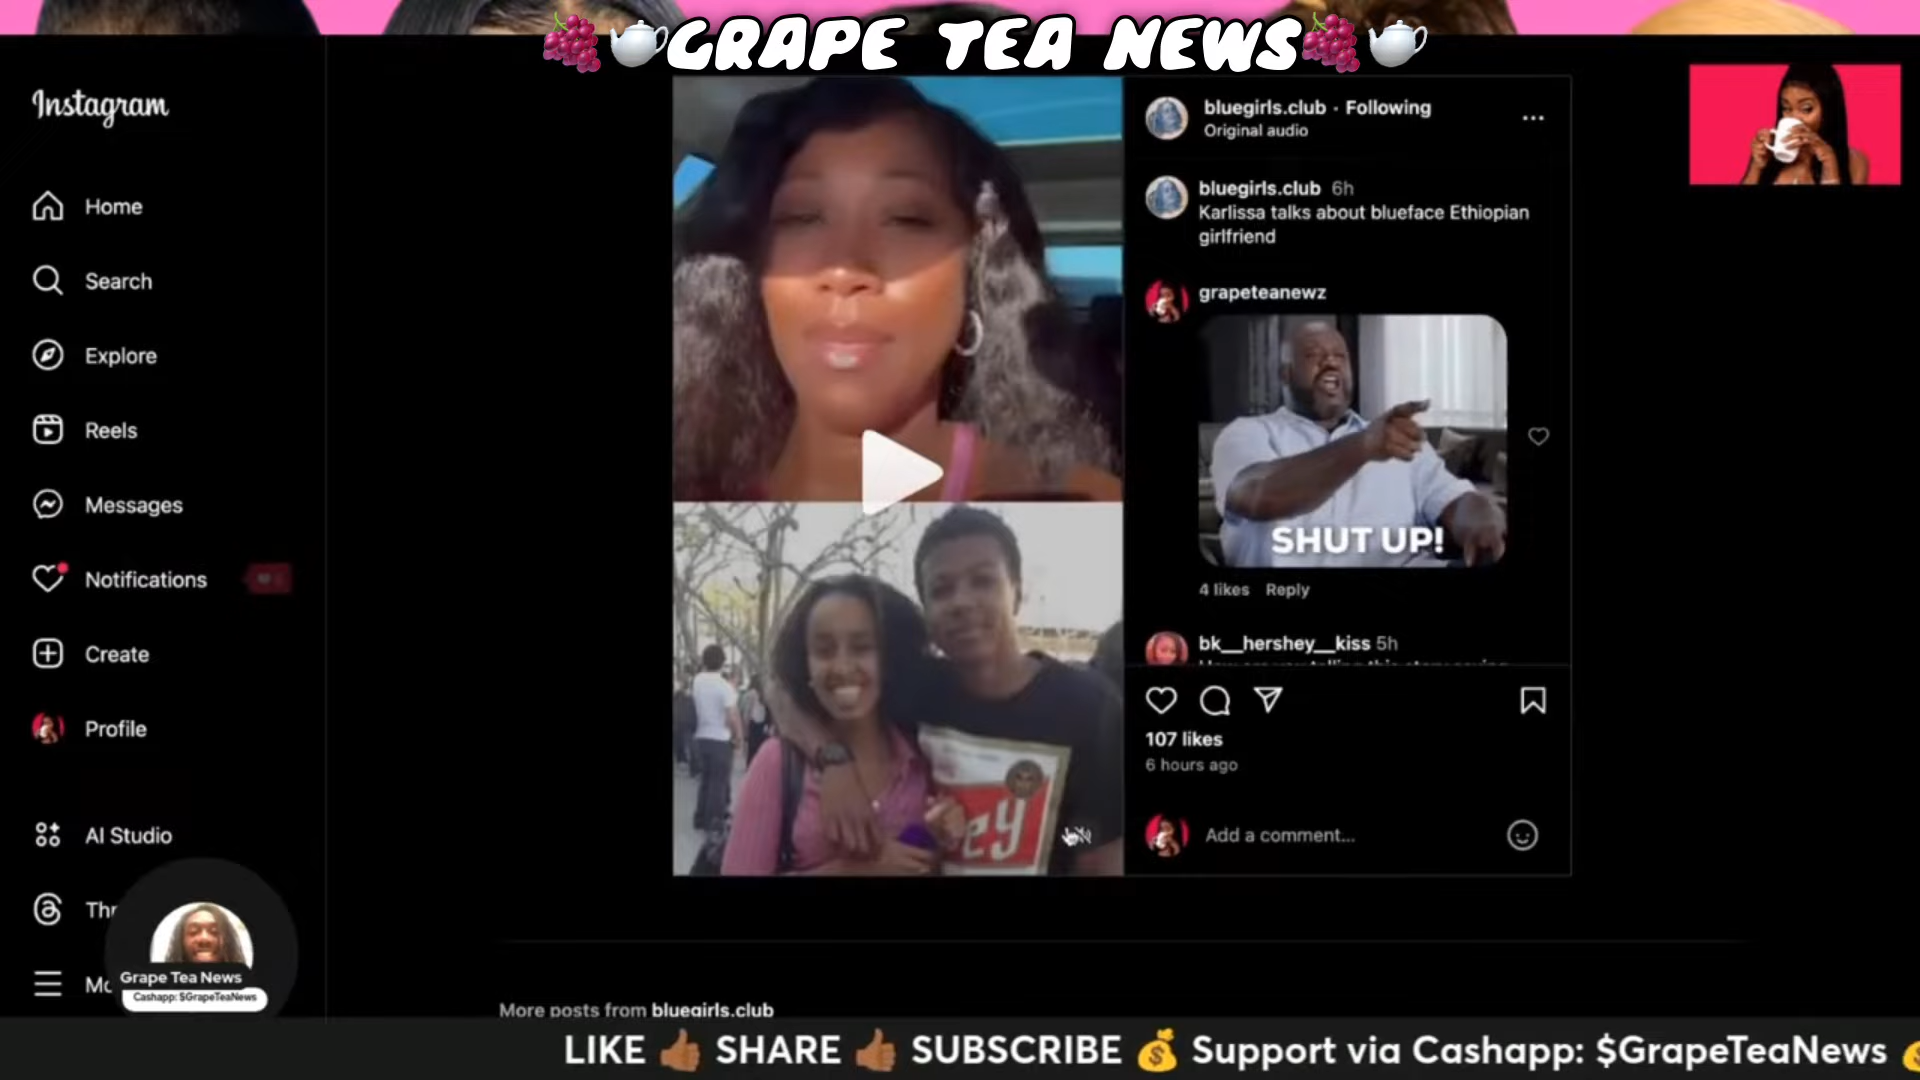 GRAPE TEA NEWS
Instagram
Home
Search
Explore
Reels
Messages
Notifications
Create
Profile
AI Studio
Thr
Mo
Grape Tea News
Cashapp: $GrapeTeaNews
bluegirls.club · Following
Original audio
bluegirls.club 6h
Karlissa talks about blueface Ethiopian
girlfriend
grapeteanewz
SHUT UP!
4 likes Reply
bk__hershey__kiss 5h
107 likes
6 hours ago
Add a comment...
ey
More posts from bluegirls.club
LIKE 👍🏾 SHARE 👍🏾 SUBSCRIBE 💰 Support via Cashapp: $GrapeTeaNews